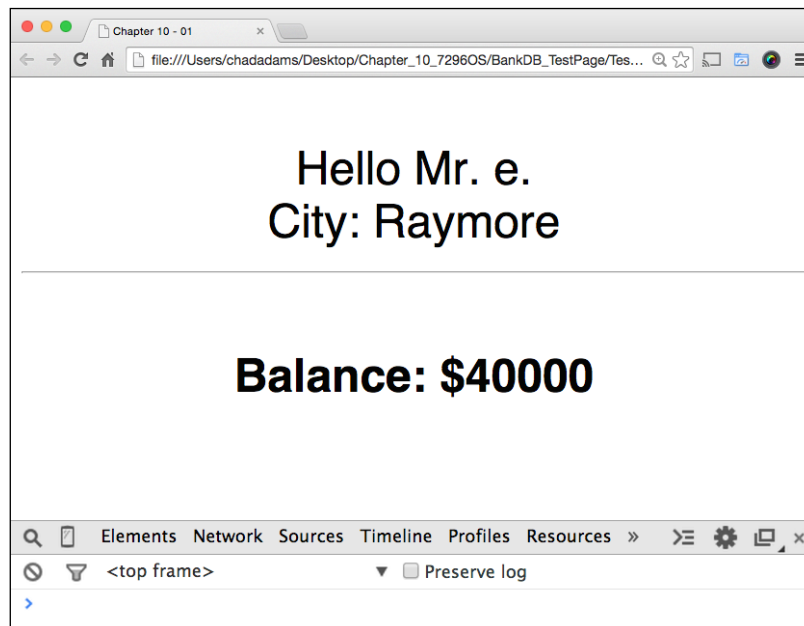 Chapter 10 - 01
file:///Users/chadadams/Desktop/Chapter_10_7296OS/BankDB_TestPage/Tes...
Hello Mr. e.
City: Raymore
Balance: $40000
Elements Network Sources Timeline Profiles Resources »
<top frame> Preserve log